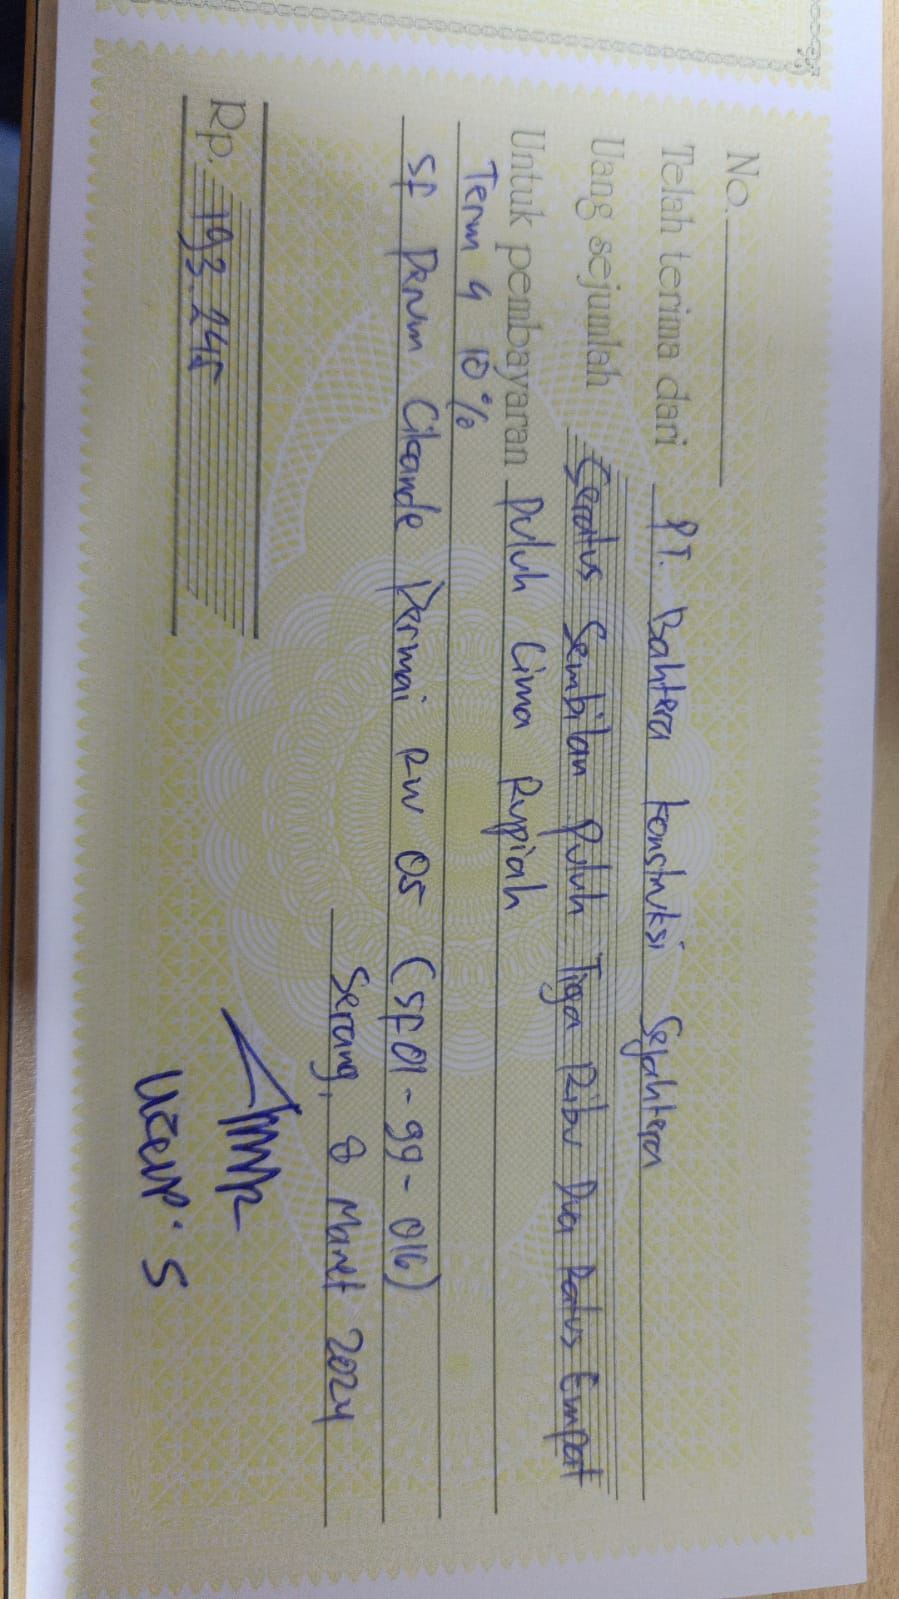 No.
Telah terima dari PT. Bahtera konstruksi Sejahtera
Uang sejumlah Seratus Sembilan Puluh Tiga Ribu Dua Ratus Empat
Untuk pembayaran Puluh Lima Rupiah
Term 4 10%
SF Perum Cikande Permai RW 05 (SF01-99-016)
Serang, 8 Maret 2024
Rp. 193.245
Ucup. S